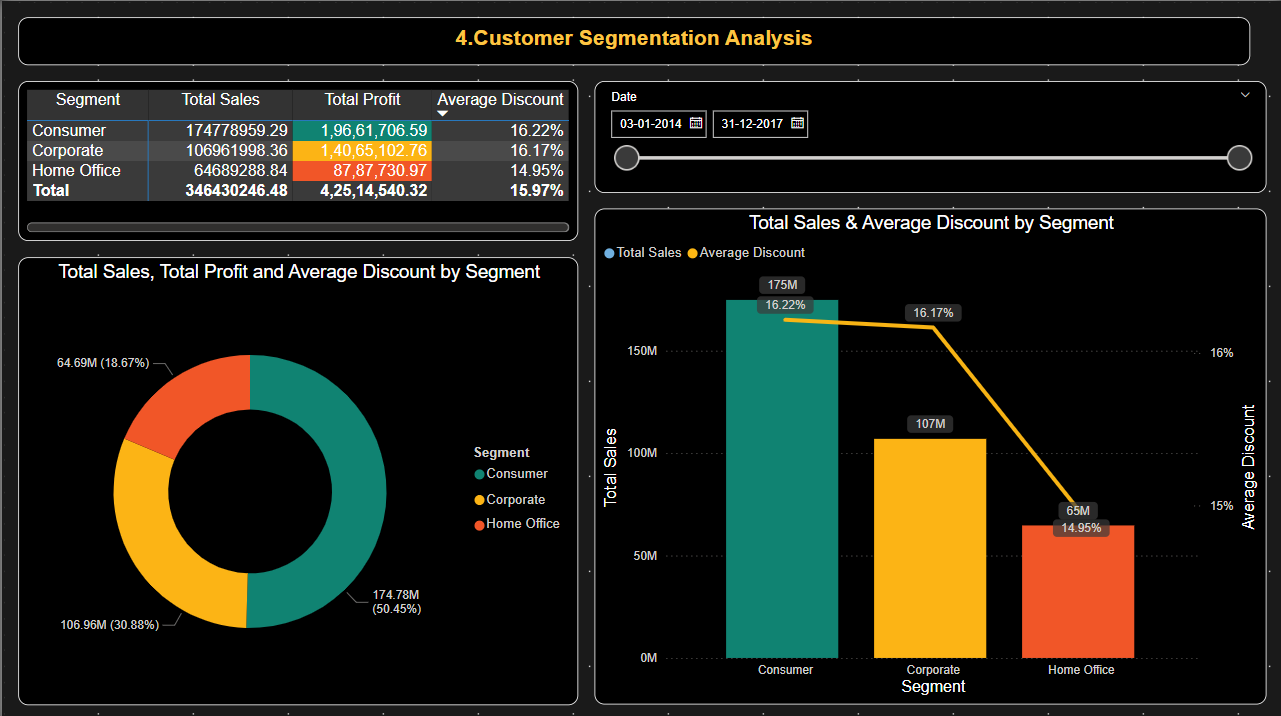 4.Customer Segmentation Analysis
Segment Total Sales Total Profit Average Discount
Consumer 174778959.29 1,96,61,706.59 16.22%
Corporate 106961998.36 1,40,65,102.76 16.17%
Home Office 64689288.84 87,87,730.97 14.95%
Total 346430246.48 4,25,14,540.32 15.97%
Date
03-01-2014 31-12-2017
Total Sales, Total Profit and Average Discount by Segment
64.69M (18.67%)
Segment
Consumer
Corporate
Home Office
174.78M
(50.45%)
106.96M (30.88%)
Total Sales & Average Discount by Segment
Total Sales Average Discount
175M
16.22%
16.17%
150M
16%
107M
100M
65M
15%
14.95%
50M
0M
Total Sales
Average Discount
Consumer Corporate Home Office
Segment